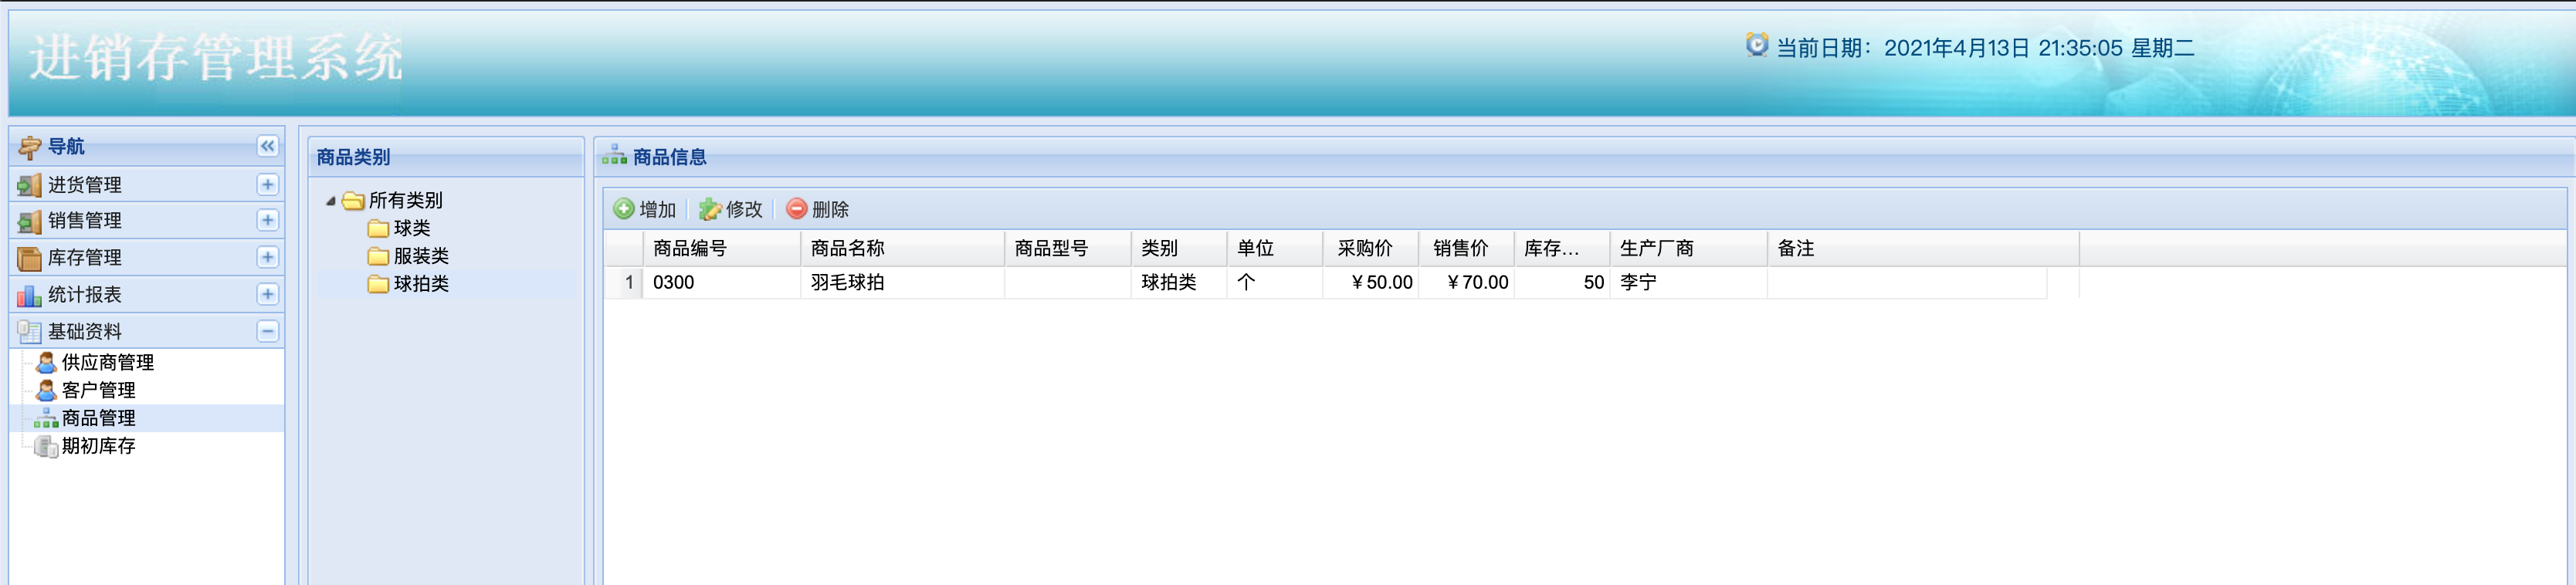 进销存管理系统
当前日期：2021年4月13日 21:35:05 星期二
导航
进货管理
销售管理
库存管理
统计报表
基础资料
供应商管理
客户管理
商品管理
期初库存
商品类别
所有类别
球类
服装类
球拍类
商品信息
增加 修改 删除
商品编号 商品名称 商品型号 类别 单位 采购价 销售价 库存... 生产厂商 备注
1 0300 羽毛球拍 球拍类 个 ￥50.00 ￥70.00 50 李宁